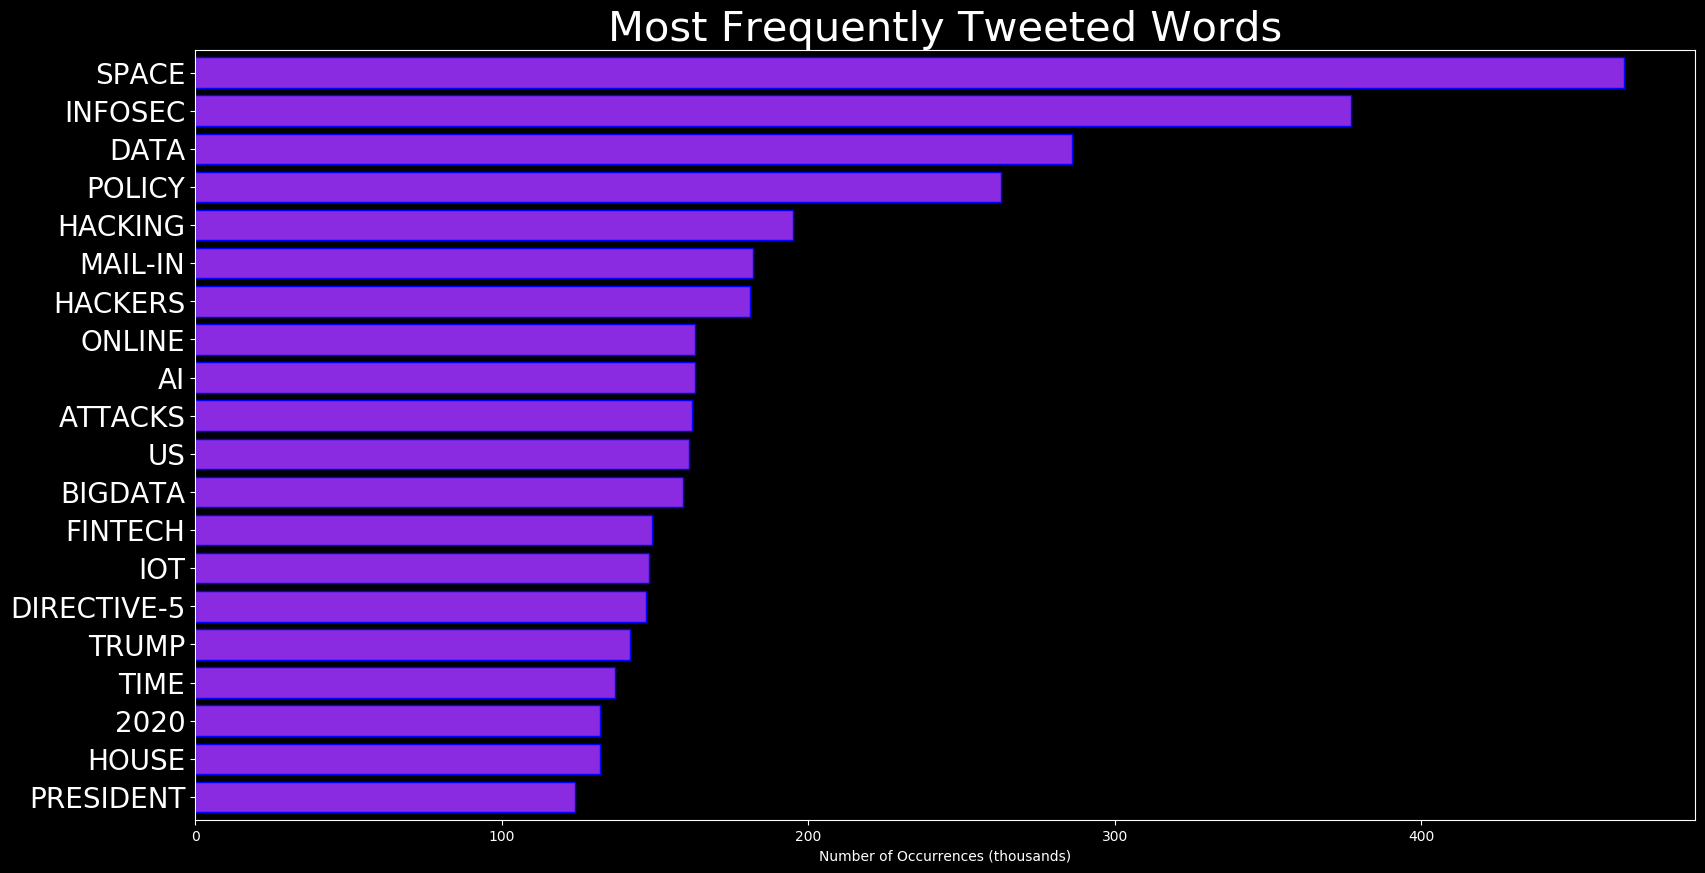 Most Frequently Tweeted Words
SPACE
INFOSEC
DATA
POLICY
HACKING
MAIL-IN
HACKERS
ONLINE
AI
ATTACKS
US
BIGDATA
FINTECH
IOT
DIRECTIVE-5
TRUMP
TIME
2020
HOUSE
PRESIDENT
0 100 200 300 400
Number of Occurrences (thousands)